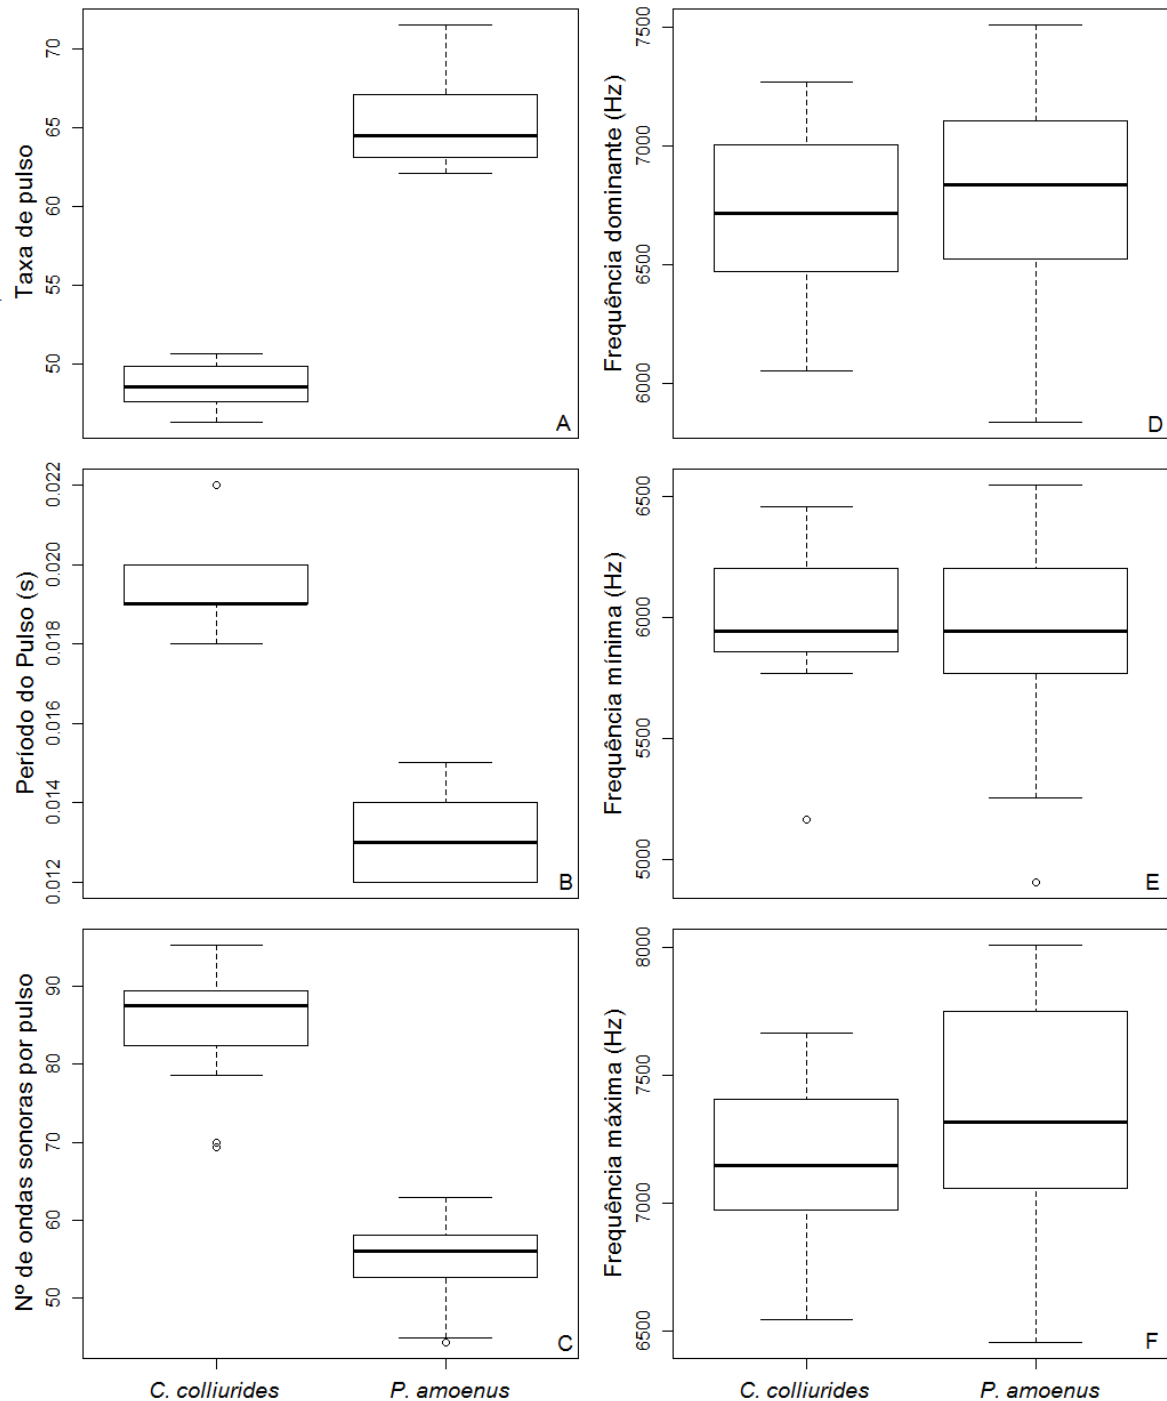 Taxa de pulso
50
55
60
65
70
A
Frequência dominante (Hz)
6000
6500
7000
7500
D
Período do Pulso (s)
0.012
0.014
0.016
0.018
0.020
0.022
B
Frequência mínima (Hz)
5000
5500
6000
6500
E
Nº de ondas sonoras por pulso
50
60
70
80
90
C
C. colliurides
P. amoenus
Frequência máxima (Hz)
6500
7000
7500
8000
F
C. colliurides
P. amoenus